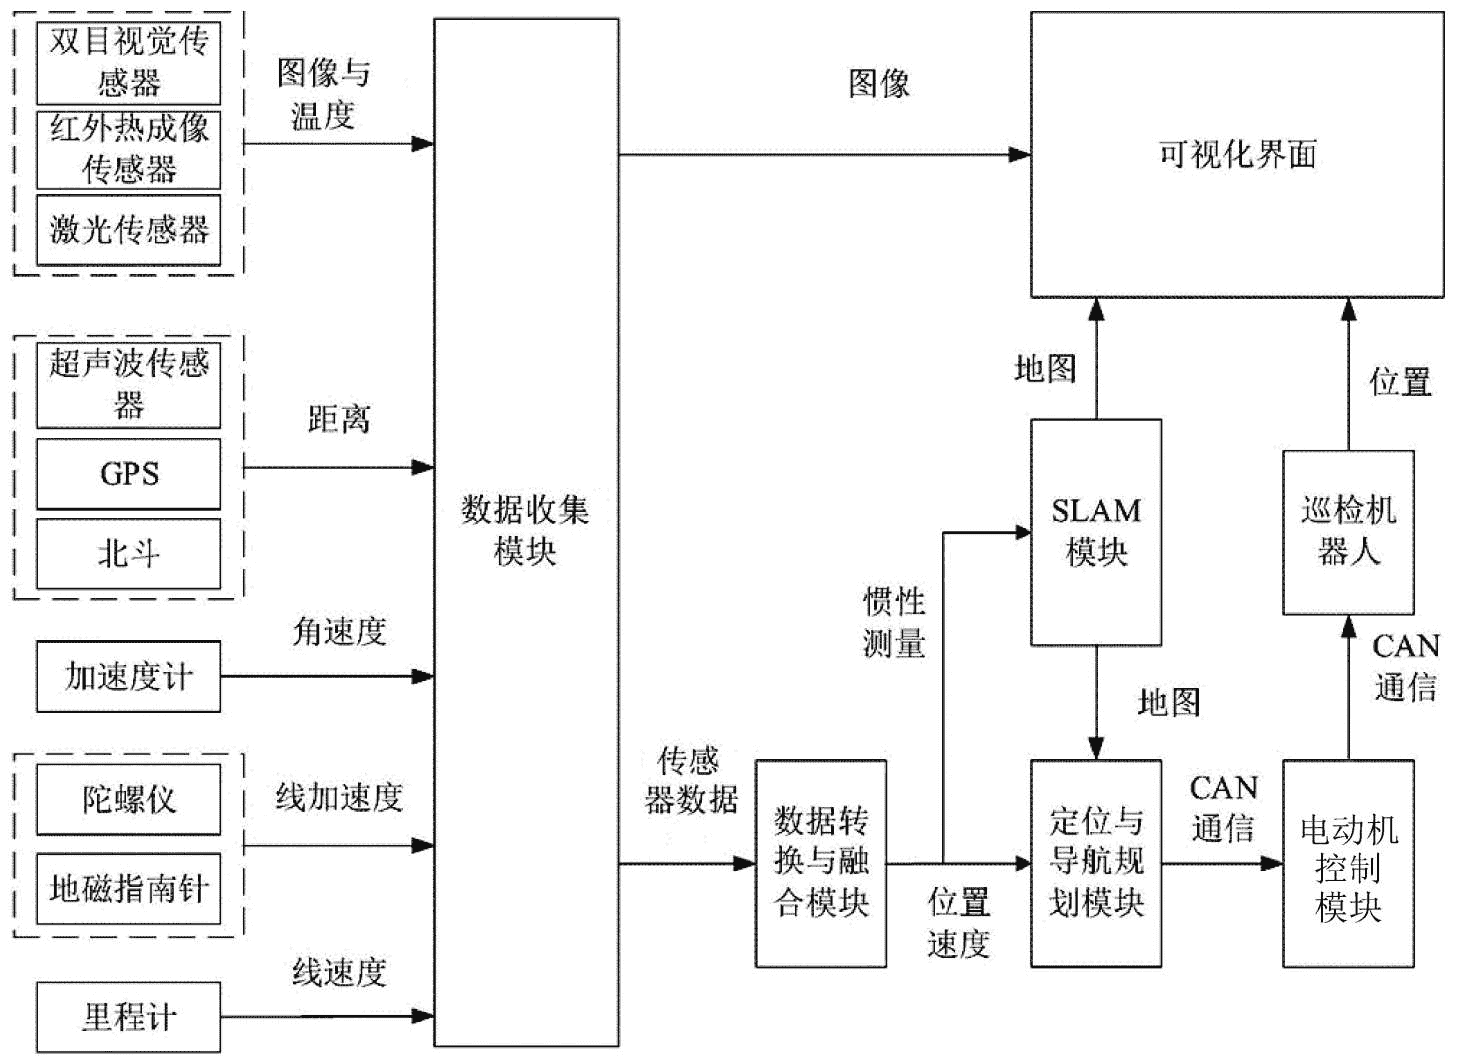 双目视觉传
感器
红外热成像
传感器
激光传感器
图像与
温度
超声波传感
器
GPS
北斗
距离
加速度计
角速度
陀螺仪
地磁指南针
线加速度
里程计
线速度
数据收集
模块
图像
可视化界面
传感
器数据
数据转
换与融
合模块
惯性
测量
位置
速度
SLAM
模块
地图
地图
定位与
导航规
划模块
CAN
通信
电动机
控制
模块
CAN
通信
巡检机
器人
位置